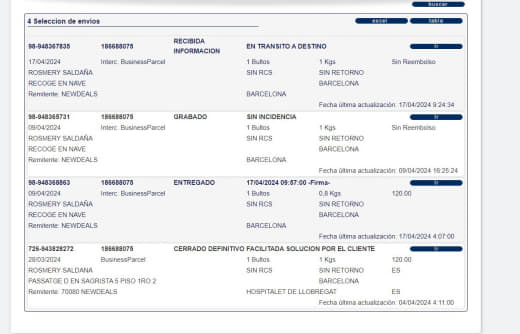 buscar
4 Seleccion de envios excel tabla
98-948367835 186688075 RECIBIDA INFORMACION EN TRANSITO A DESTINO ir
17/04/2024 Interc. BusinessParcel 1 Bultos 1 Kgs Sin Reembolso
ROSMERY SALDAÑA SIN RCS SIN RETORNO
RECOGE EN NAVE BARCELONA
Remitente: NEWDEALS BARCELONA
Fecha última actualización: 17/04/2024 9:24:34
98-948365731 186688075 GRABADO SIN INCIDENCIA ir
09/04/2024 Interc. BusinessParcel 1 Bultos 1 Kgs Sin Reembolso
ROSMERY SALDAÑA SIN RCS SIN RETORNO
RECOGE EN NAVE BARCELONA
Remitente: NEWDEALS BARCELONA
Fecha última actualización: 09/04/2024 16:25:24
98-948368863 186688075 ENTREGADO 17/04/2024 09:57:00 -Firma- ir
09/04/2024 Interc. BusinessParcel 1 Bultos 0,8 Kgs 120.00
ROSMERY SALDAÑA SIN RCS SIN RETORNO
RECOGE EN NAVE BARCELONA
Remitente: NEWDEALS BARCELONA
Fecha última actualización: 17/04/2024 4:07:00
726-943828272 186688075 CERRADO DEFINITIVO FACILITADA SOLUCION POR EL CLIENTE ir
28/03/2024 BusinessParcel 1 Bultos 1 Kgs 120.00
ROSMERY SALDANA SIN RCS SIN RETORNO ES
PASSATGE D EN SAGRISTA 5 PISO 1RO 2 BARCELONA
Remitente: 70080 NEWDEALS HOSPITALET DE LLOBREGAT ES
Fecha última actualización: 04/04/2024 4:11:00